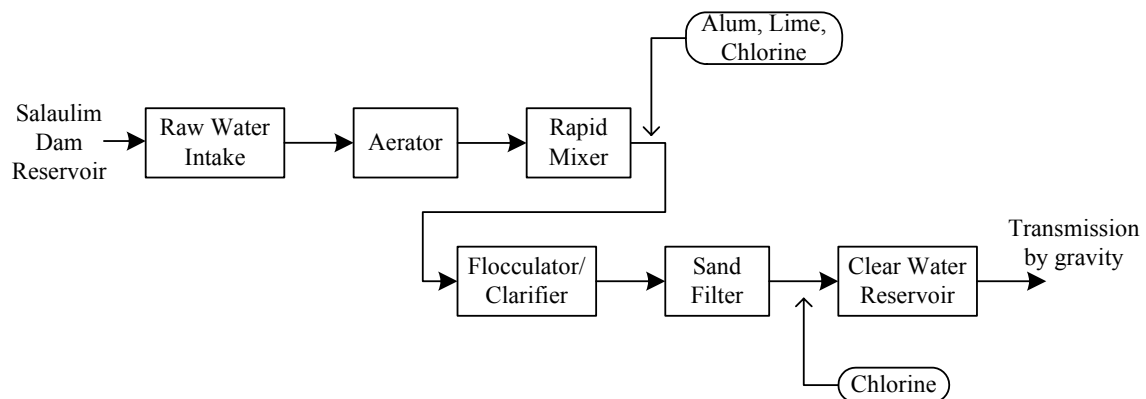 Alum, Lime,
Chlorine
Salaulim
Dam
Reservoir
Raw Water
Intake
Aerator
Rapid
Mixer
Flocculator/
Clarifier
Sand
Filter
Clear Water
Reservoir
Transmission
by gravity
Chlorine